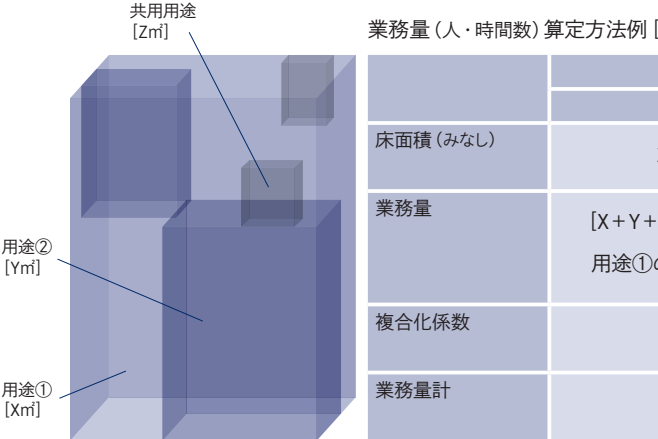 共用用途
[Z㎡]
用途②
[Y㎡]
用途①
[X㎡]
業務量(人・時間数)算定方法例 [
床面積(みなし)
業務量
[X+Y+
用途①の
複合化係数
業務量計